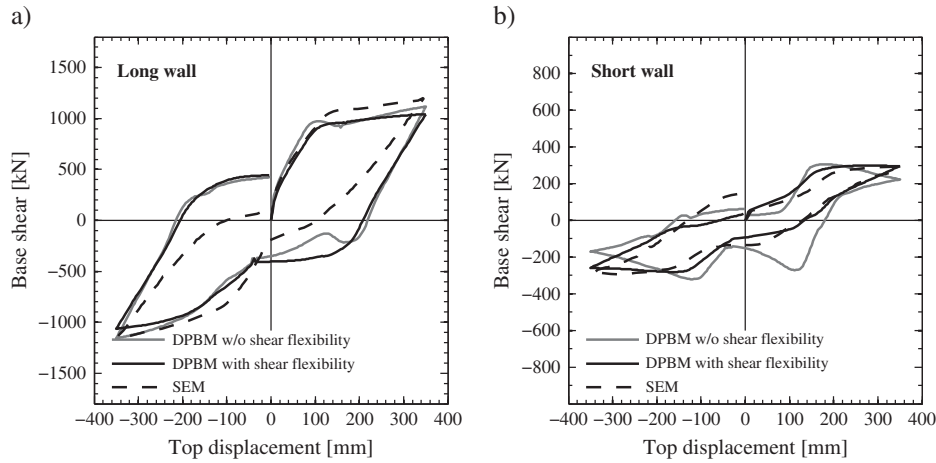 a)
Long wall
Base shear [kN]
1500
1000
500
0
−500
−1000
−1500
DPBM w/o shear flexibility
DPBM with shear flexibility
SEM
−400 −300 −200 −100 0 100 200 300 400
Top displacement [mm]
b)
Short wall
Base shear [kN]
800
600
400
200
0
−200
−400
−600
−800
DPBM w/o shear flexibility
DPBM with shear flexibility
SEM
−400 −300 −200 −100 0 100 200 300 400
Top displacement [mm]